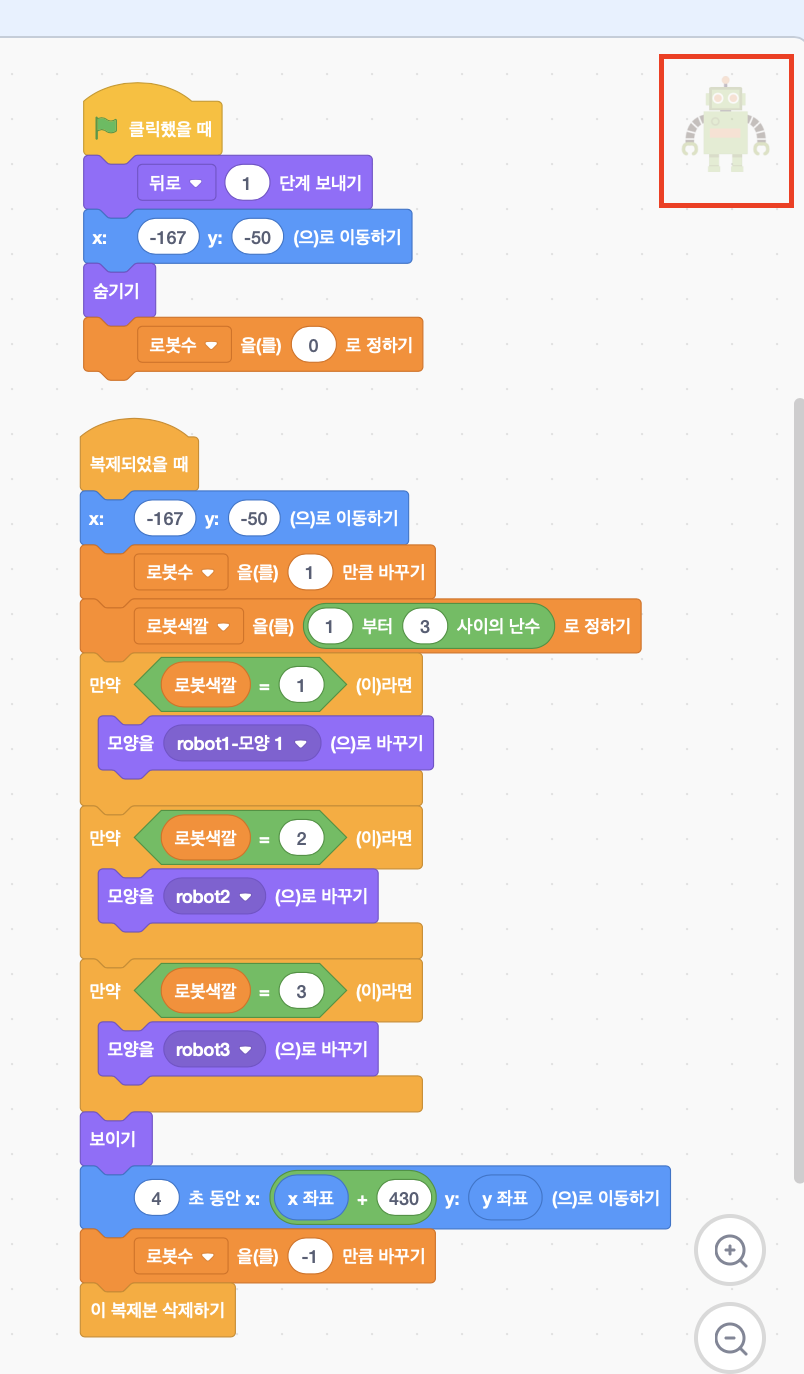 클릭했을 때
뒤로 1 단계 보내기
x: -167 y: -50 (으)로 이동하기
숨기기
로봇수 을(를) 0 로 정하기
복제되었을 때
x: -167 y: -50 (으)로 이동하기
로봇수 을(를) 1 만큼 바꾸기
로봇색깔 을(를) 1 부터 3 사이의 난수 로 정하기
만약 로봇색깔 = 1 (이)라면
모양을 robot1-모양 1 (으)로 바꾸기
만약 로봇색깔 = 2 (이)라면
모양을 robot2 (으)로 바꾸기
만약 로봇색깔 = 3 (이)라면
모양을 robot3 (으)로 바꾸기
보이기
4 초 동안 x: x 좌표 + 430 y: y 좌표 (으)로 이동하기
로봇수 을(를) -1 만큼 바꾸기
이 복제본 삭제하기